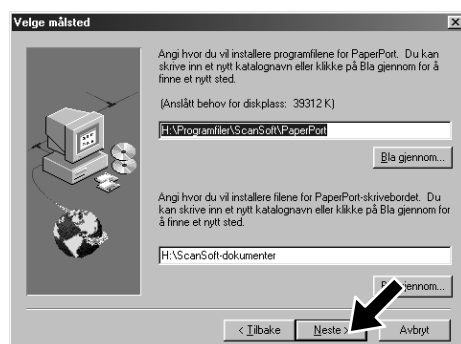 Velge målsted
Angi hvor du vil installere programfilene for PaperPort. Du kan
skrive inn et nytt katalognavn eller klikke på Bla gjennom for å
finne et nytt sted.
(Anslått behov for diskplass: 39312 K)
H:\Programfiler\ScanSoft\PaperPort
Bla gjennom...
Angi hvor du vil installere filene for PaperPort-skrivebordet. Du
kan skrive inn et nytt katalognavn eller klikke på Bla gjennom for
å finne et nytt sted.
H:\ScanSoft-dokumenter
gjennom...
< Tilbake
Neste >
Avbryt